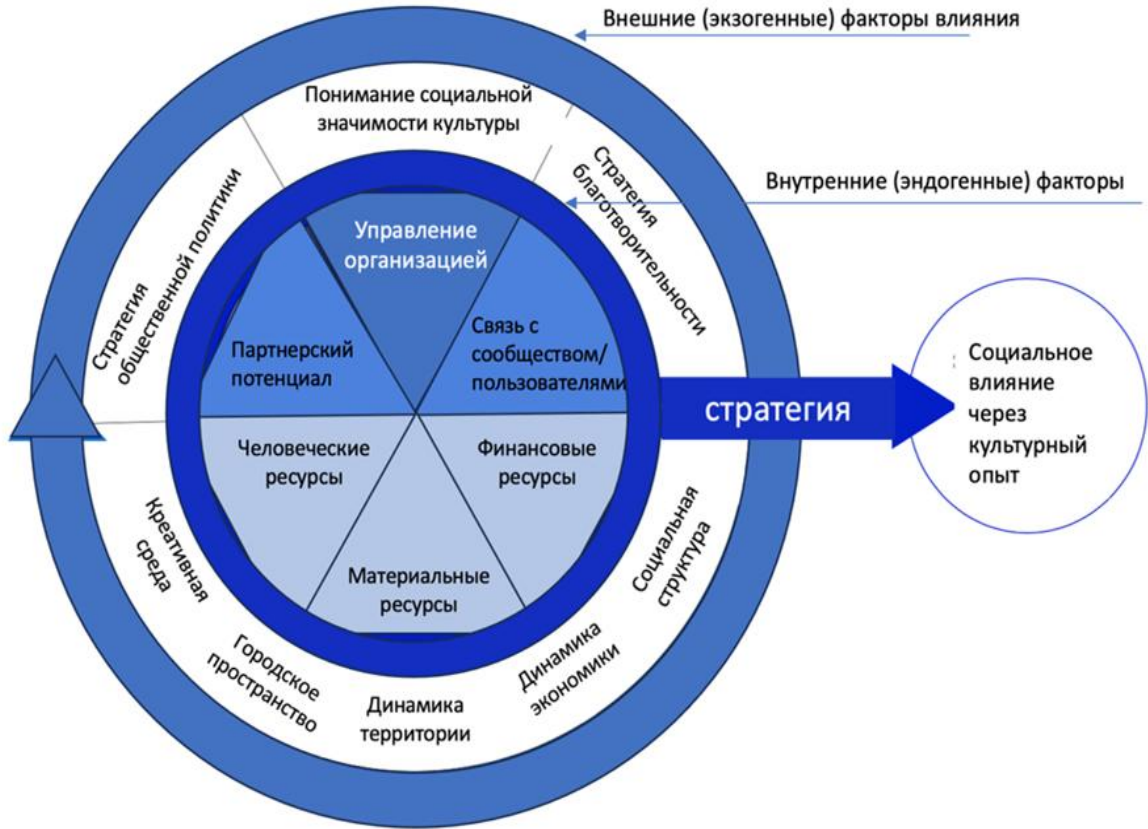 Внешние (экзогенные) факторы влияния
Понимание социальной
значимости культуры
Стратегия
благотворительности
Внутренние (эндогенные) факторы
Стратегия
общественной политики
Управление
организацией
Партнерский
потенциал
Связь с
сообществом/
пользователями
стратегия
Социальное
влияние
через
культурный
опыт
Человеческие
ресурсы
Финансовые
ресурсы
Материальные
ресурсы
Креативная
среда
Городское
пространство
Динамика
территории
Динамика
экономики
Социальная
структура